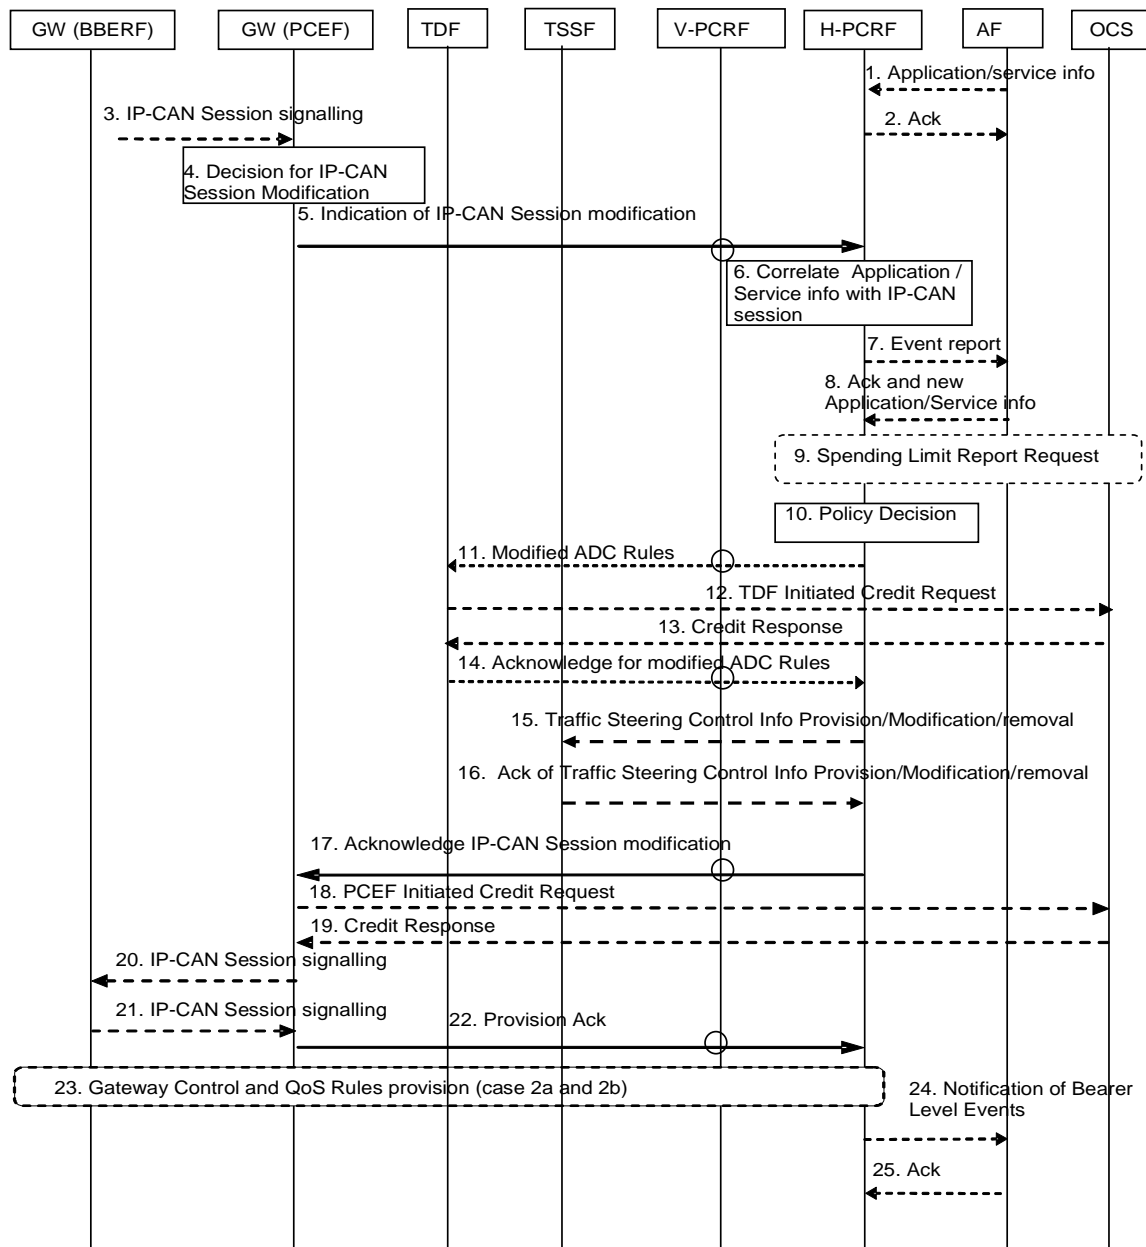 GW (BBERF)
GW (PCEF)
TDF
TSSF
V-PCRF
H-PCRF
AF
OCS
1. Application/service info
2. Ack
3. IP-CAN Session signalling
4. Decision for IP-CAN
Session Modification
5. Indication of IP-CAN Session modification
6. Correlate Application /
Service info with IP-CAN
session
7. Event report
8. Ack and new
Application/Service info
9. Spending Limit Report Request
10. Policy Decision
11. Modified ADC Rules
12. TDF Initiated Credit Request
13. Credit Response
14. Acknowledge for modified ADC Rules
15. Traffic Steering Control Info Provision/Modification/removal
16. Ack of Traffic Steering Control Info Provision/Modification/removal
17. Acknowledge IP-CAN Session modification
18. PCEF Initiated Credit Request
19. Credit Response
20. IP-CAN Session signalling
21. IP-CAN Session signalling
22. Provision Ack
23. Gateway Control and QoS Rules provision (case 2a and 2b)
24. Notification of Bearer
Level Events
25. Ack